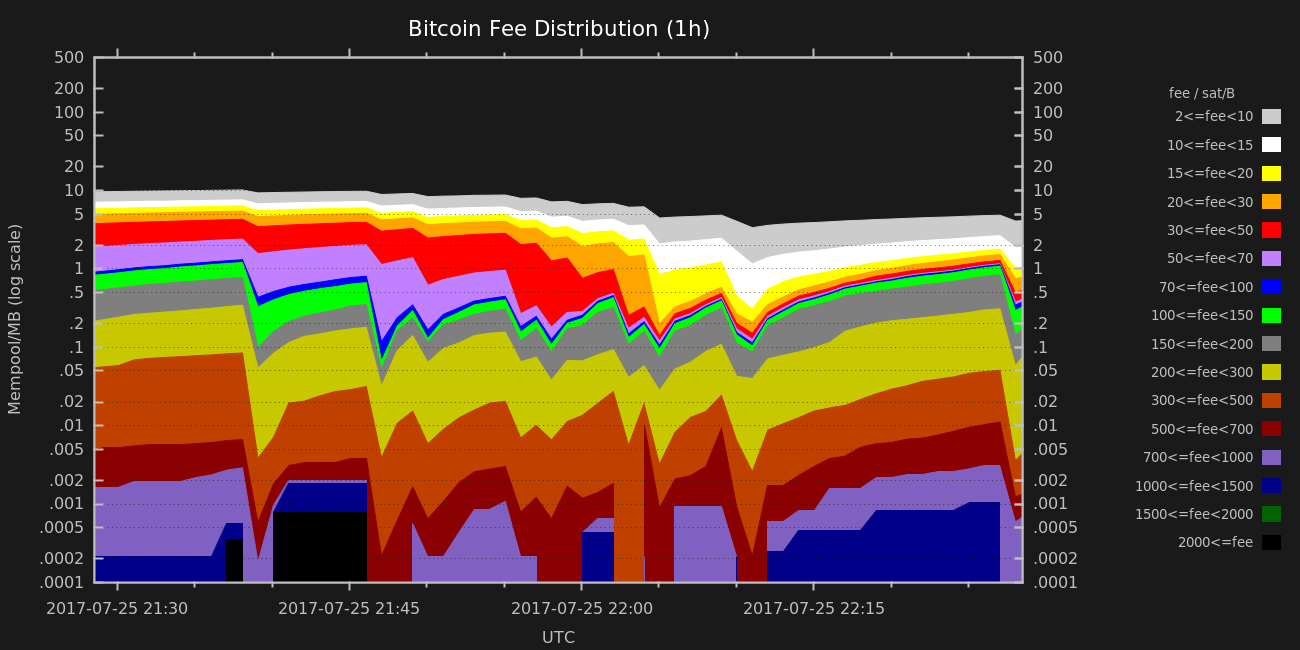 Bitcoin Fee Distribution (1h)
500 500
200 200
100 100
50 50
20 20
10 10
5 5
2 2
1 1
.5 .5
.2 .2
.1 .1
.05 .05
.02 .02
.01 .01
.005 .005
.002 .002
.001 .001
.0005 .0005
.0002 .0002
.0001 .0001
Mempool/MB (log scale)
2017-07-25 21:30 2017-07-25 21:45 2017-07-25 22:00 2017-07-25 22:15
UTC
fee / sat/B
2<=fee<10
10<=fee<15
15<=fee<20
20<=fee<30
30<=fee<50
50<=fee<70
70<=fee<100
100<=fee<150
150<=fee<200
200<=fee<300
300<=fee<500
500<=fee<700
700<=fee<1000
1000<=fee<1500
1500<=fee<2000
2000<=fee